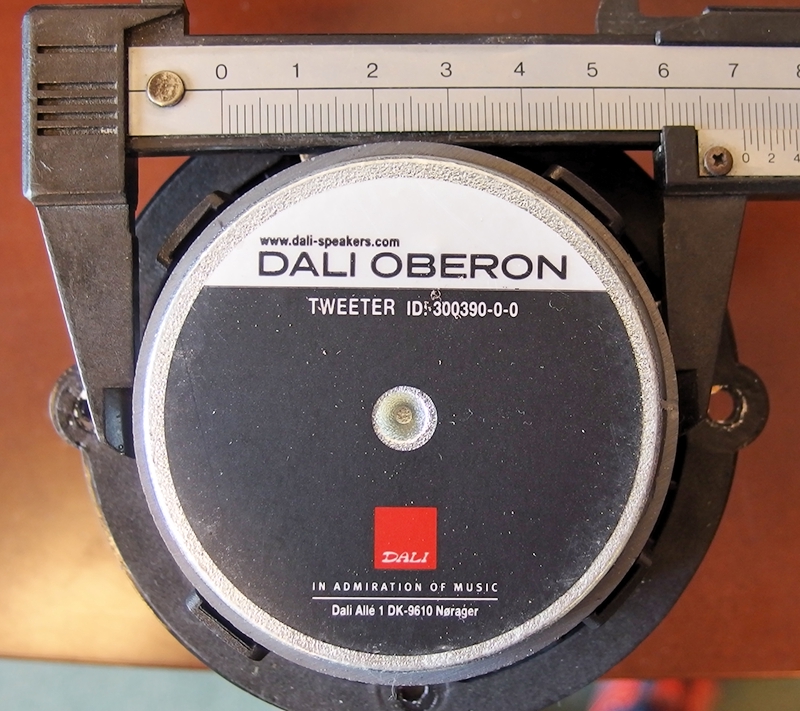 0 1 2 3 4 5 6 7 8
0 2 4
www.dali-speakers.com
DALI OBERON
TWEETER ID: 300390-0-0
DALI
IN ADMIRATION OF MUSIC
Dali Allé 1 DK-9610 Nørager